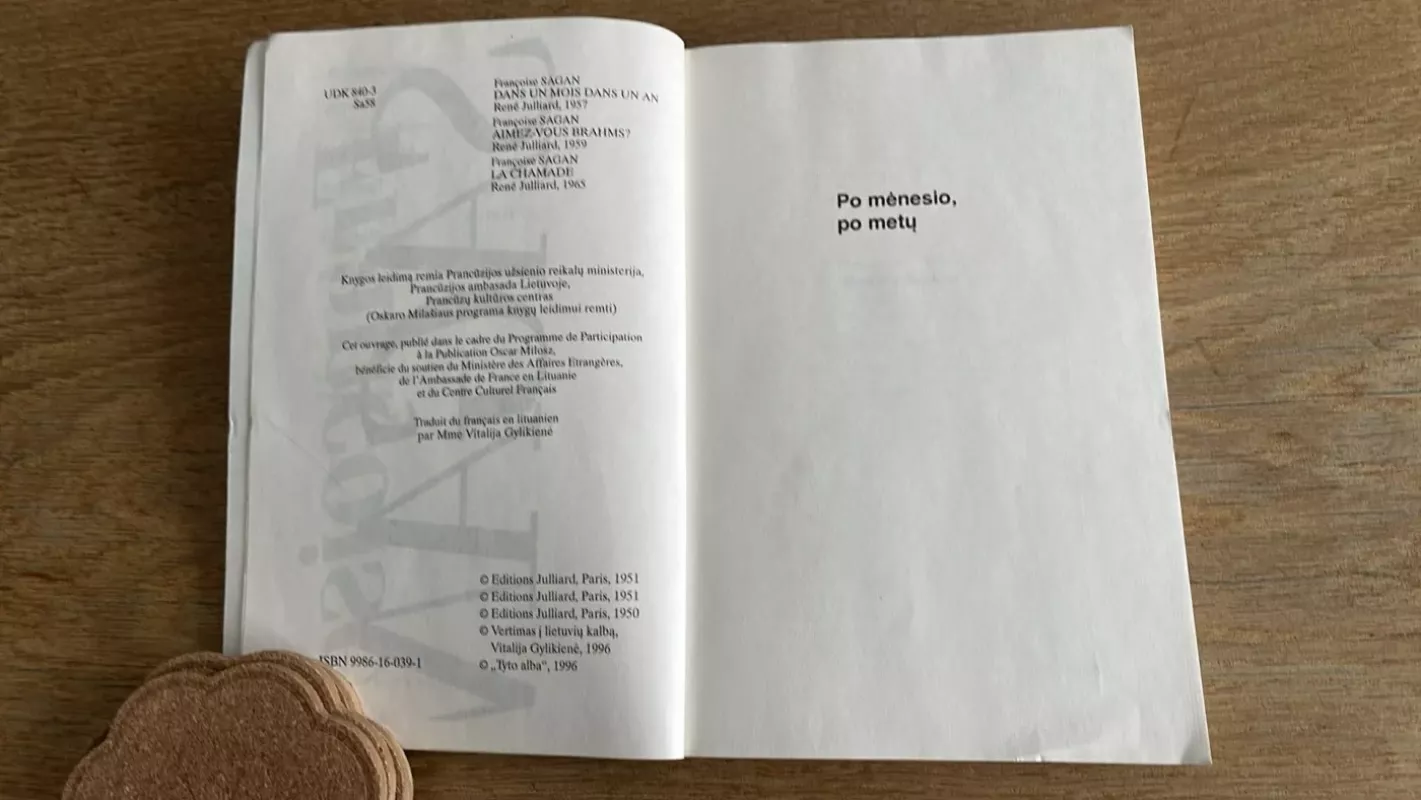 UDK 840-3
Sa58
Françoise SAGAN
DANS UN MOIS DANS UN AN
René Julliard, 1957
Françoise SAGAN
AIMEZ-VOUS BRAHMS?
René Julliard, 1959
Françoise SAGAN
LA CHAMADE
René Julliard, 1965
Knygos leidimą remia Prancūzijos užsienio reikalų ministerija,
Prancūzijos ambasada Lietuvoje,
Prancūzų kultūros centras
(Oskaro Milašiaus programa knygų leidimui remti)
Cet ouvrage, publié dans le cadre du Programme de Participation
à la Publication Oscar Milosz,
bénéficie du soutien du Ministère des Affaires Etrangères,
de l'Ambassade de France en Lituanie
et du Centre Culturel Français
Traduit du français en lituanien
par Mme Vitalija Gylikienė
© Editions Julliard, Paris, 1951
© Editions Julliard, Paris, 1951
© Editions Julliard, Paris, 1950
© Vertimas į lietuvių kalbą,
Vitalija Gylikienė, 1996
ISBN 9986-16-039-1
© „Tyto alba“, 1996
Po mėnesio,
po metų